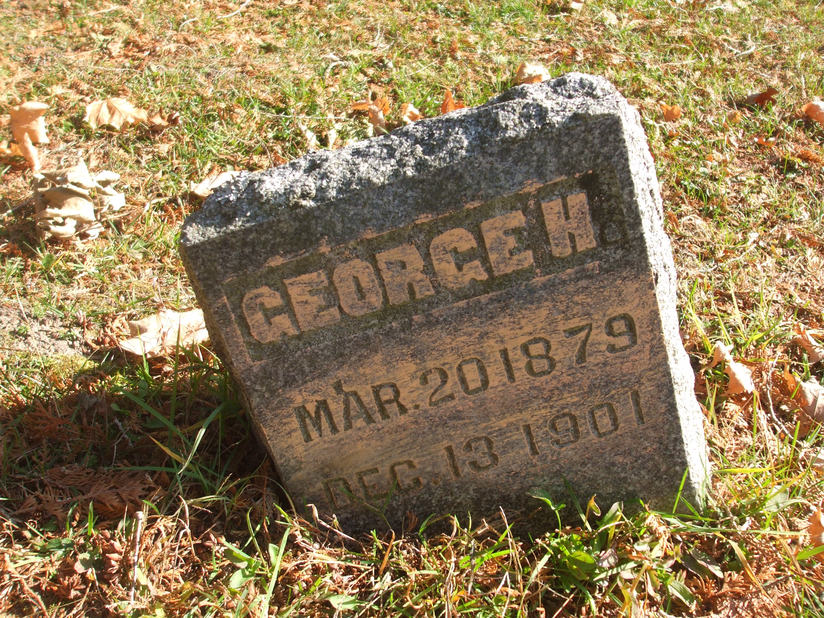 GEORGE H.
MAR. 20 1879
DEC. 13 1901